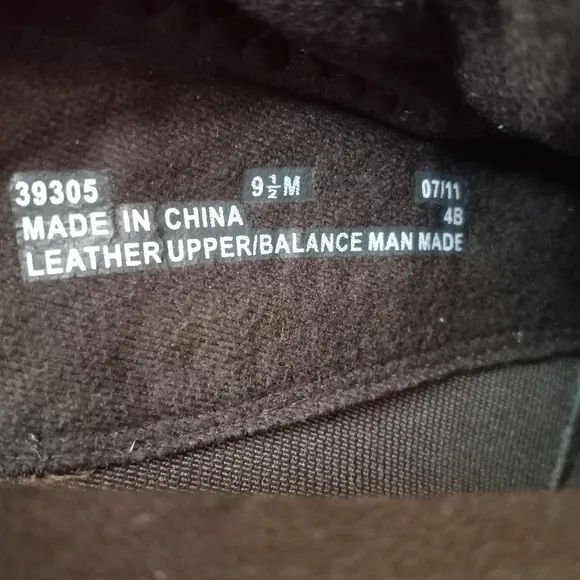 39305 9½M 07/11
MADE IN CHINA 4B
LEATHER UPPER/BALANCE MAN MADE